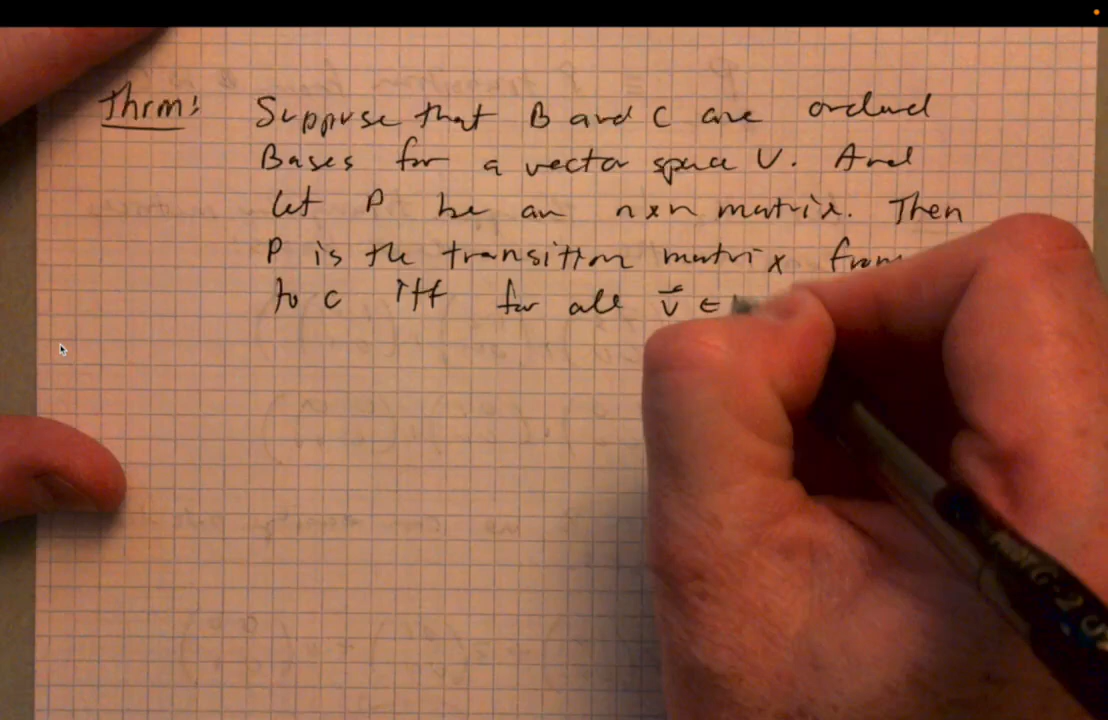 Thrm: Suppose that B and C are ordered
Bases for a vector space V. And
let P be an nxn matrix. Then
P is the transition matrix from
to C iff for all v⃗ ∈